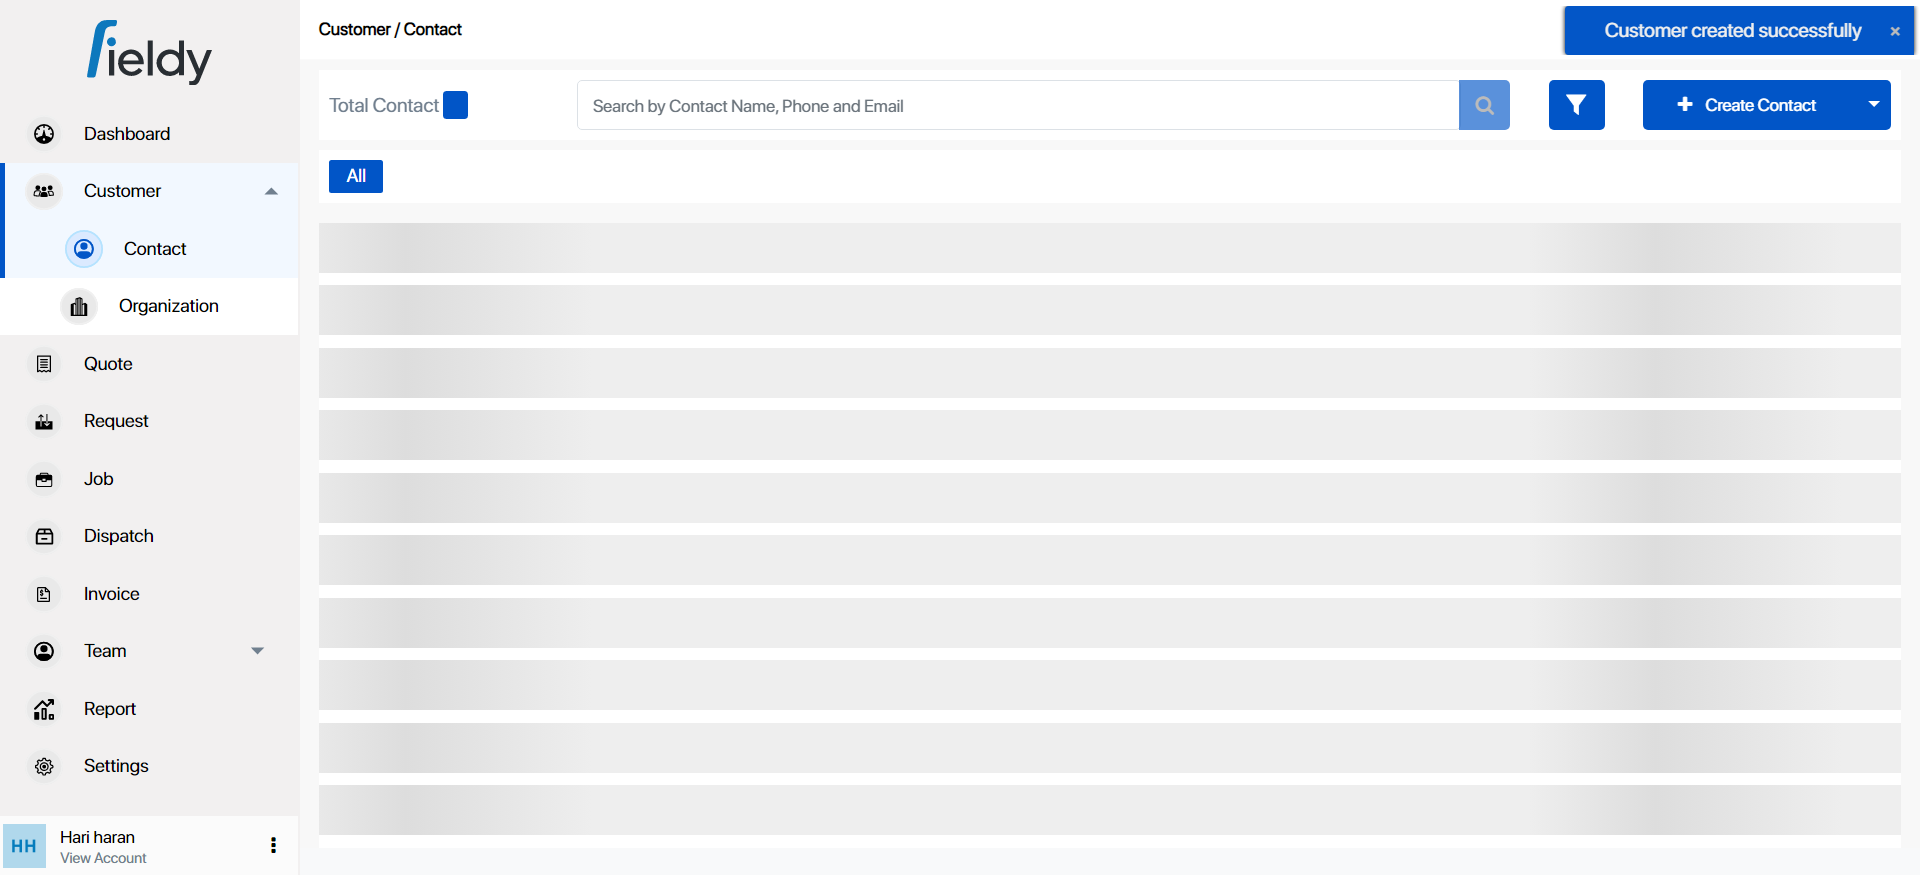 fieldy
Customer / Contact
Customer created successfully ×
Total Contact
Search by Contact Name, Phone and Email
Create Contact
All
Dashboard
Customer
Contact
Organization
Quote
Request
Job
Dispatch
Invoice
Team
Report
Settings
HH
Hari haran
View Account